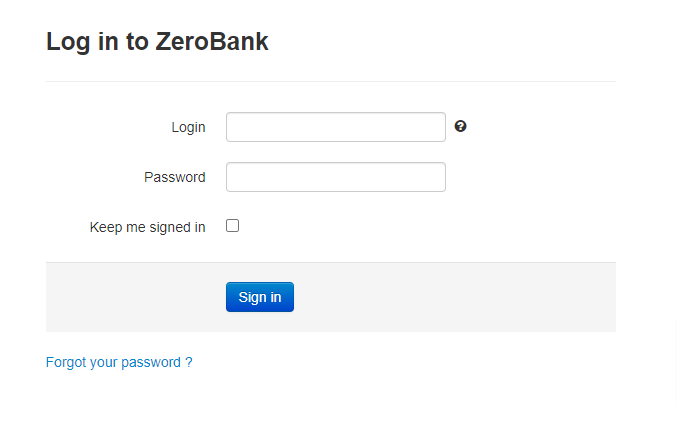 Log in to ZeroBank
Login
Password
Keep me signed in
Sign in
Forgot your password ?